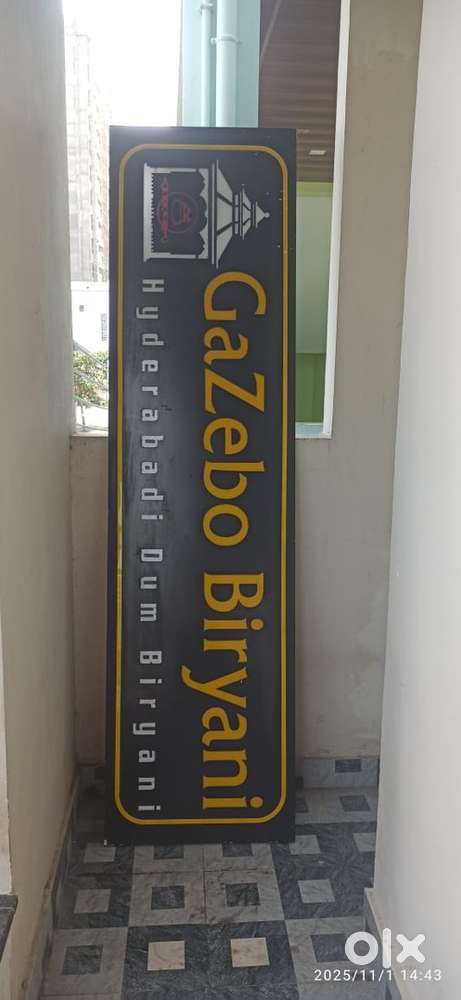 GaZebo Biryani
Hyderabadi Dum Biryani
olx
2025/11/1 14:43